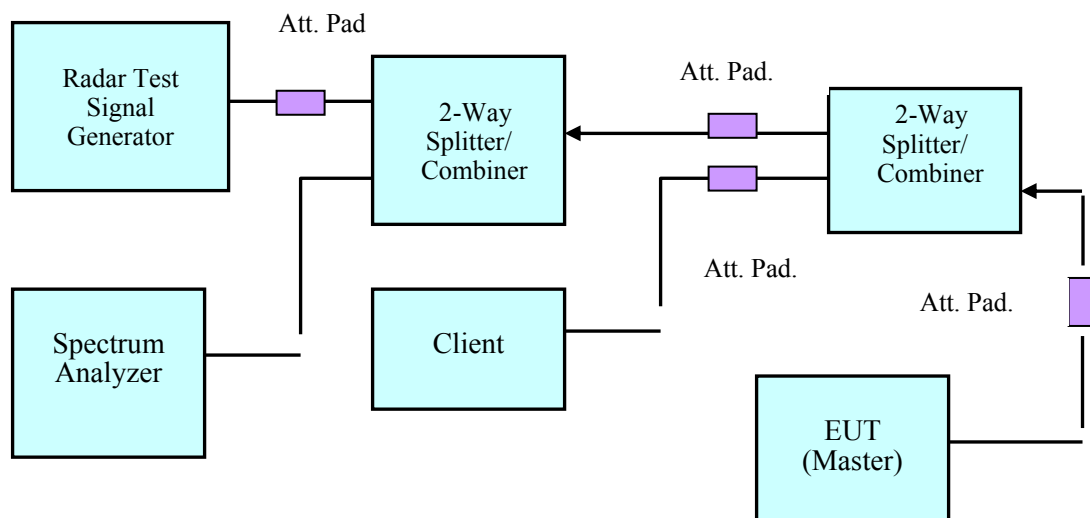 Att. Pad
Radar Test
Signal
Generator
2-Way
Splitter/
Combiner
Att. Pad.
2-Way
Splitter/
Combiner
Att. Pad.
Att. Pad.
Spectrum
Analyzer
Client
EUT
(Master)